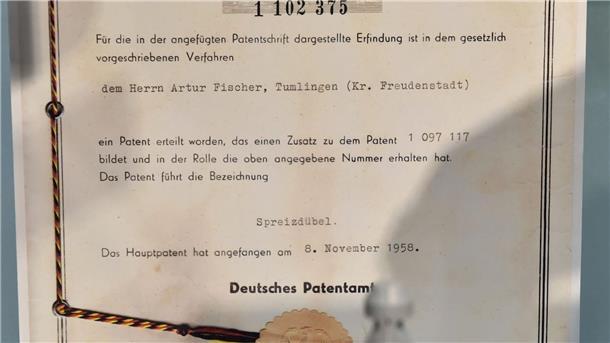 1 102 375
Für die in der angefügten Patentschrift dargestellte Erfindung ist in dem gesetzlich
vorgeschriebenen Verfahren
dem Herrn Artur Fischer, Tumlingen (Kr. Freudenstadt)
ein Patent erteilt worden, das einen Zusatz zu dem Patent 1 097 117
bildet und in der Rolle die oben angegebene Nummer erhalten hat.
Das Patent führt die Bezeichnung
Spreizdübel.
Das Hauptpatent hat angefangen am 8. November 1958.
Deutsches Patentamt